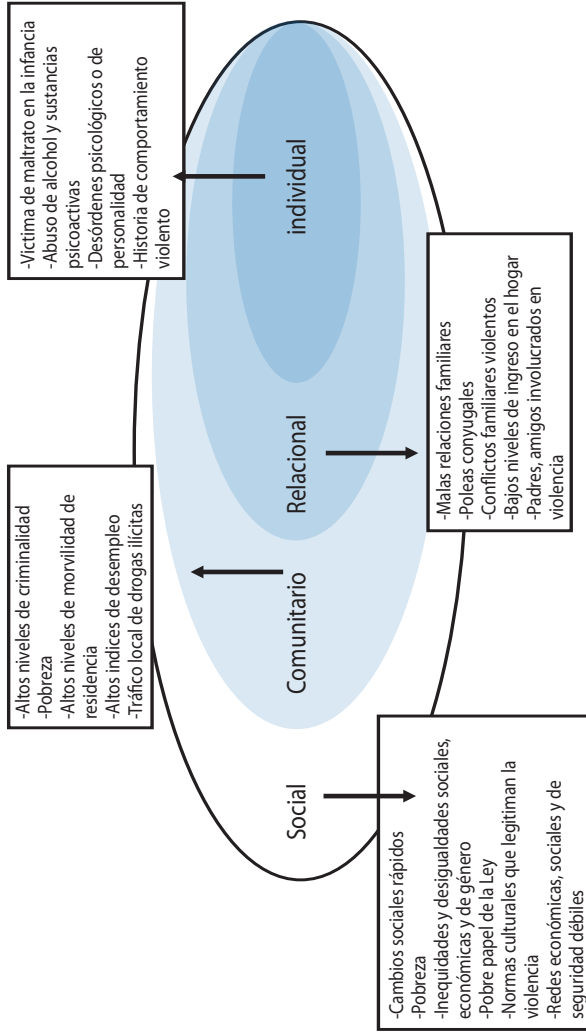 Social
Comunitario
Relacional
individual
-Cambios sociales rápidos
-Pobreza
-Inequidades y desigualdades sociales,
económicas y de género
-Pobre papel de la Ley
-Normas culturales que legitiman la
violencia
-Redes económicas, sociales y de
seguridad débiles
-Altos niveles de criminalidad
-Pobreza
-Altos niveles de morvilidad de
residencia
-Altos indices de desempleo
-Tráfico local de drogas ilícitas
-Malas relaciones familiares
-Poleas conyugales
-Conflictos familiares violentos
-Bajos niveles de ingreso en el hogar
-Padres, amigos involucrados en
violencia
-Victima de maltrato en la infancia
-Abuso de alcohol y sustancias
psicoactivas
-Desórdenes psicológicos o de
personalidad
-Historia de comportamiento
violento